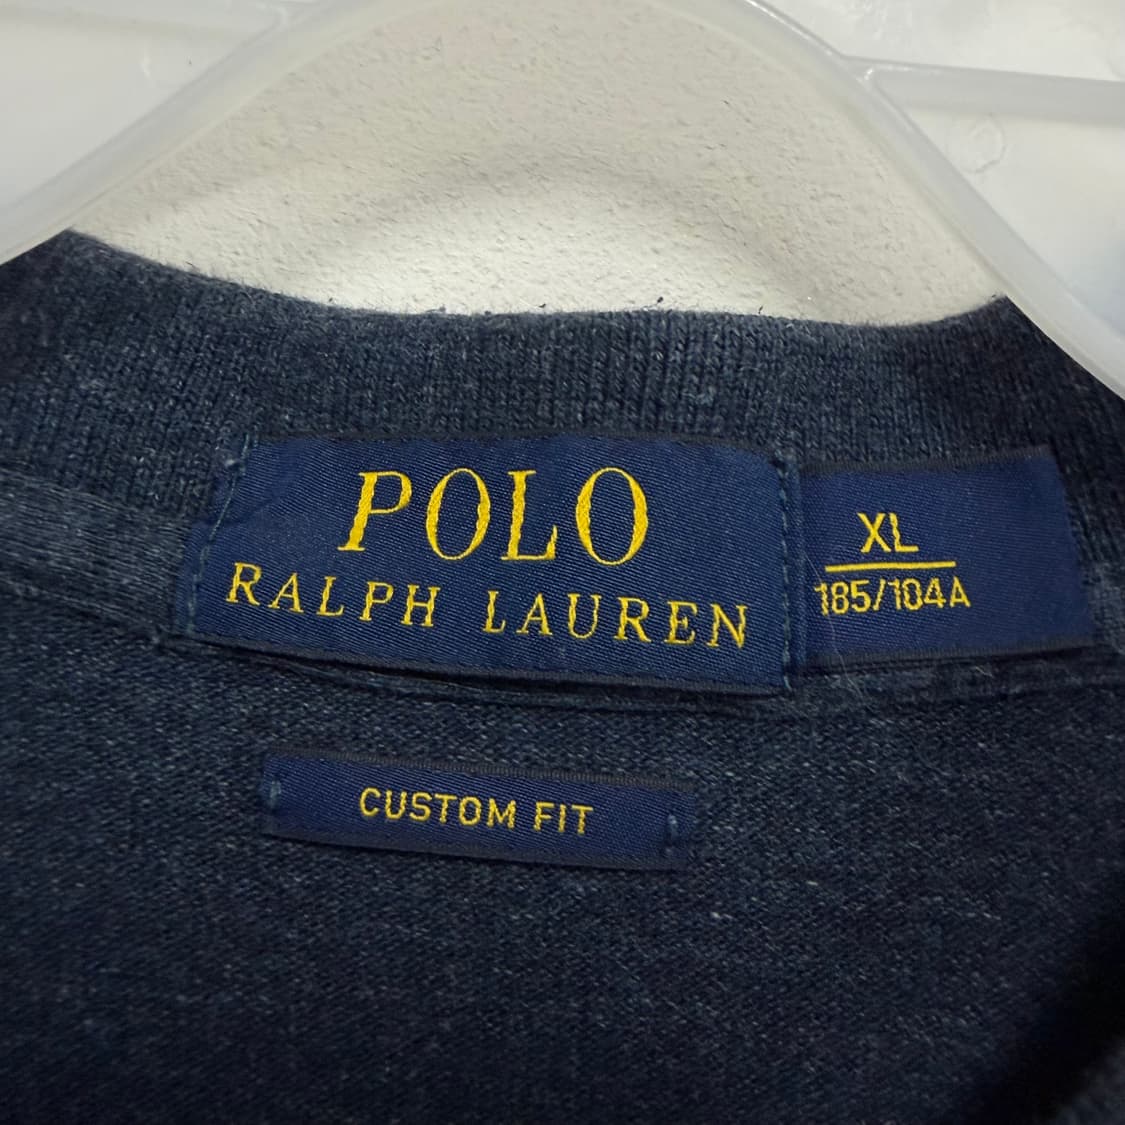 POLO
RALPH LAUREN
XL
185/104A
CUSTOM FIT